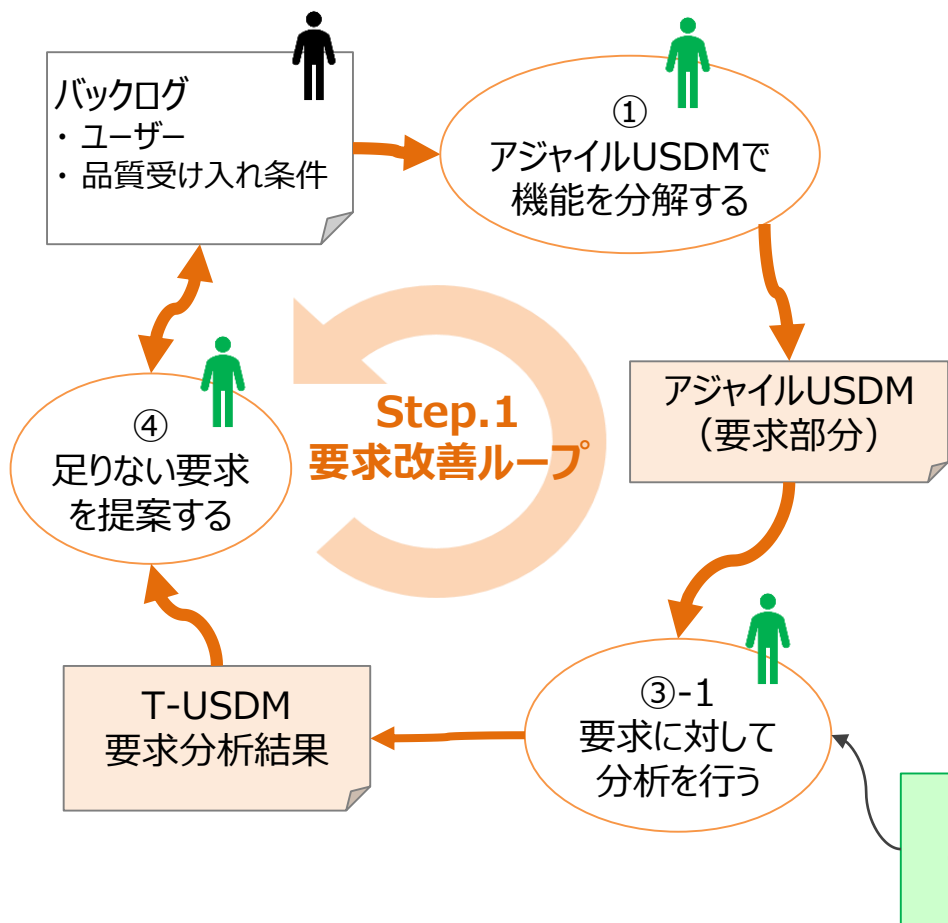 バックログ
・ ユーザー
・ 品質受け入れ条件
①
アジャイルUSDMで
機能を分解する
アジャイルUSDM
（要求部分）
Step.1
要求改善ループ
④
足りない要求
を提案する
T-USDM
要求分析結果
③-1
要求に対して
分析を行う